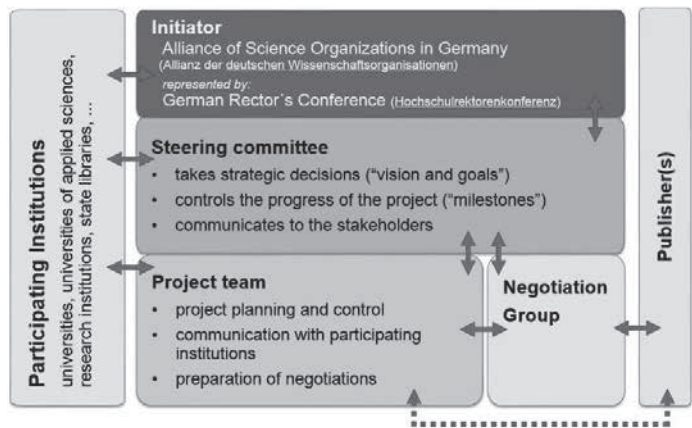 Participating Institutions
universities, universities of applied sciences,
research institutions, state libraries, ...
Initiator
Alliance of Science Organizations in Germany
(Allianz der deutschen Wissenschaftsorganisationen)
represented by:
German Rector´s Conference (Hochschulrektorenkonferenz)
Steering committee
• takes strategic decisions ("vision and goals")
• controls the progress of the project ("milestones")
• communicates to the stakeholders
Project team
• project planning and control
• communication with participating
institutions
• preparation of negotiations
Negotiation
Group
Publisher(s)